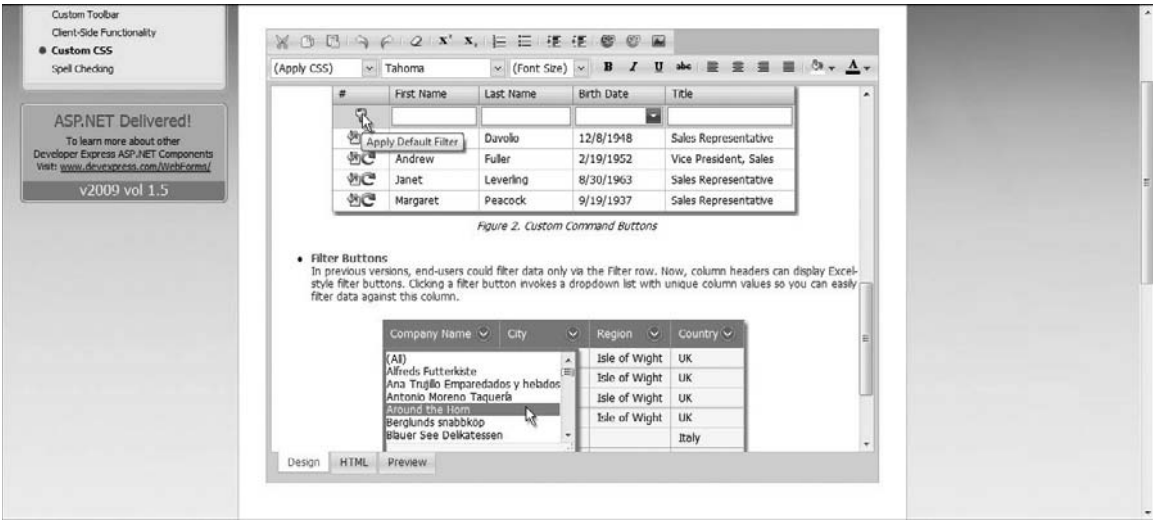 Custom Toolbar
Client-Side Functionality
Custom CSS
Spell Checking
ASP.NET Delivered!
To learn more about other
Developer Express ASP.NET Components
Visit: www.devexpress.com/WebForms/
v2009 vol 1.5
X² X₂
(Apply CSS) Tahoma (Font Size) B I U abc A
# First Name Last Name Birth Date Title
Apply Default Filter Davolio 12/8/1948 Sales Representative
Andrew Fuller 2/19/1952 Vice President, Sales
Janet Leverling 8/30/1963 Sales Representative
Margaret Peacock 9/19/1937 Sales Representative
Figure 2. Custom Command Buttons
• Filter Buttons
In previous versions, end-users could filter data only via the Filter row. Now, column headers can display Excel-
style filter buttons. Clicking a filter button invokes a dropdown list with unique column values so you can easily
filter data against this column.
Company Name City Region Country
(All) Isle of Wight UK
Alfreds Futterkiste
Ana Trujillo Emparedados y helados Isle of Wight UK
Antonio Moreno Taquería Isle of Wight UK
Around the Horn
Berglunds snabbköp Isle of Wight UK
Blauer See Delikatessen Italy
Design HTML Preview